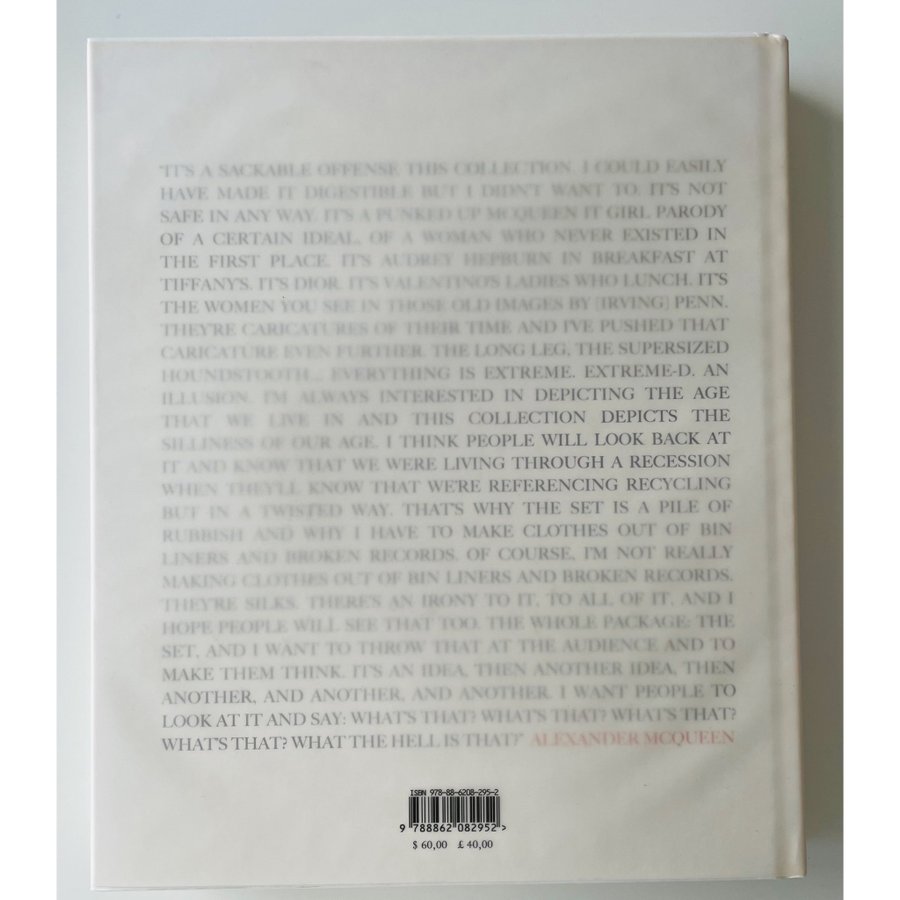 "IT'S A SACKABLE OFFENSE THIS COLLECTION. I COULD EASILY
HAVE MADE IT DIGESTIBLE BUT I DIDN'T WANT TO. IT'S NOT
SAFE IN ANY WAY. IT'S A PUNKED UP MCQUEEN IT GIRL PARODY
OF A CERTAIN IDEAL, OF A WOMAN WHO NEVER EXISTED IN
THE FIRST PLACE. IT'S AUDREY HEPBURN IN BREAKFAST AT
TIFFANY'S. IT'S DIOR. IT'S VALENTINO'S LADIES WHO LUNCH. IT'S
THE WOMEN YOU SEE IN THOSE OLD IMAGES BY [IRVING] PENN.
THEY'RE CARICATURES OF THEIR TIME AND I'VE PUSHED THAT
CARICATURE EVEN FURTHER. THE LONG LEG, THE SUPERSIZED
HOUNDSTOOTH... EVERYTHING IS EXTREME. EXTREME-D. AN
ILLUSION. I'M ALWAYS INTERESTED IN DEPICTING THE AGE
THAT WE LIVE IN AND THIS COLLECTION DEPICTS THE
SILLINESS OF OUR AGE. I THINK PEOPLE WILL LOOK BACK AT
IT AND KNOW THAT WE WERE LIVING THROUGH A RECESSION
WHEN THEY'LL KNOW THAT WE'RE REFERENCING RECYCLING
BUT IN A TWISTED WAY. THAT'S WHY THE SET IS A PILE OF
RUBBISH AND WHY I HAVE TO MAKE CLOTHES OUT OF BIN
LINERS AND BROKEN RECORDS. OF COURSE, I'M NOT REALLY
MAKING CLOTHES OUT OF BIN LINERS AND BROKEN RECORDS.
THEY'RE SILKS. THERE'S AN IRONY TO IT, TO ALL OF IT, AND I
HOPE PEOPLE WILL SEE THAT TOO. THE WHOLE PACKAGE: THE
SET, AND I WANT TO THROW THAT AT THE AUDIENCE AND TO
MAKE THEM THINK. IT'S AN IDEA, THEN ANOTHER IDEA, THEN
ANOTHER, AND ANOTHER, AND ANOTHER. I WANT PEOPLE TO
LOOK AT IT AND SAY: WHAT'S THAT? WHAT'S THAT? WHAT'S THAT?
WHAT'S THAT? WHAT THE HELL IS THAT?" ALEXANDER MCQUEEN
ISBN 978-88-6208-295-2
9 788862 082952 >
$ 60,00 £ 40,00